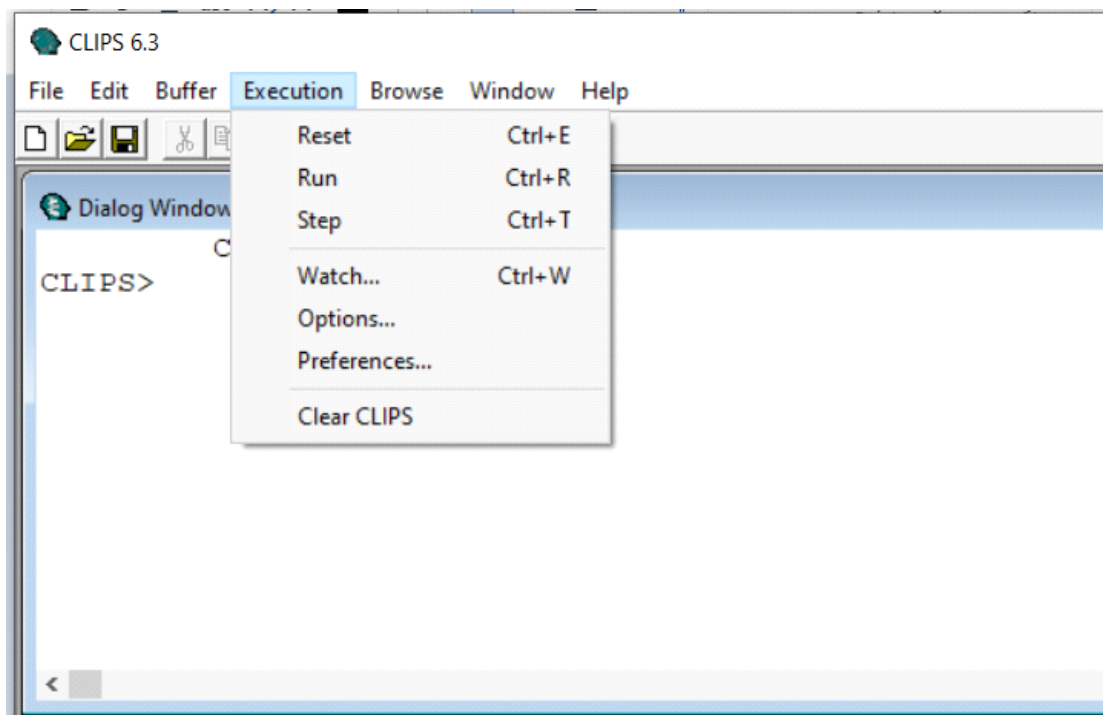 CLIPS 6.3
File Edit Buffer Execution Browse Window Help
Reset Ctrl+E
Run Ctrl+R
Step Ctrl+T
Watch... Ctrl+W
Options...
Preferences...
Clear CLIPS
Dialog Window
C
CLIPS>